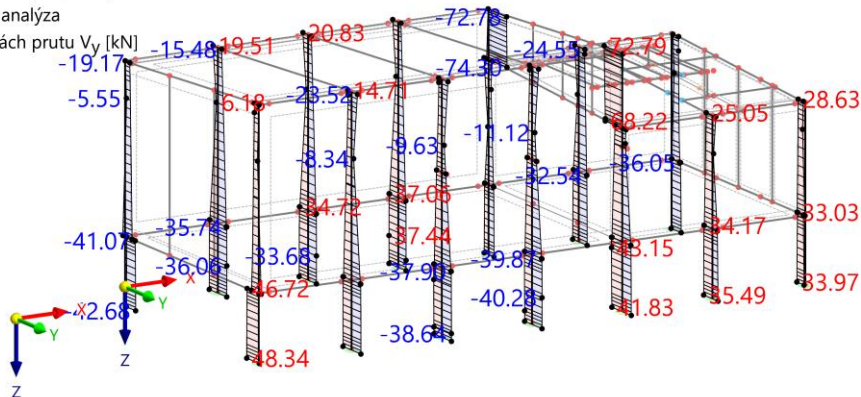 analýza
ách prutu Vy [kN]
-72.78
-15.48 19.51 20.83 -24.55 72.79
-19.17 -74.30
-5.55 6.18 -23.52 14.71 28.63
68.22 25.05
-8.34 -9.63 -11.12
-32.54 -36.05
34.72 37.06
-35.74 37.44 34.17 33.03
-41.07 43.15
-36.06 -33.68 -37.90 -39.87
46.72 33.97
X X -40.28 35.49
Y 41.83
-42.68
Y -38.64
Z 48.34
Z